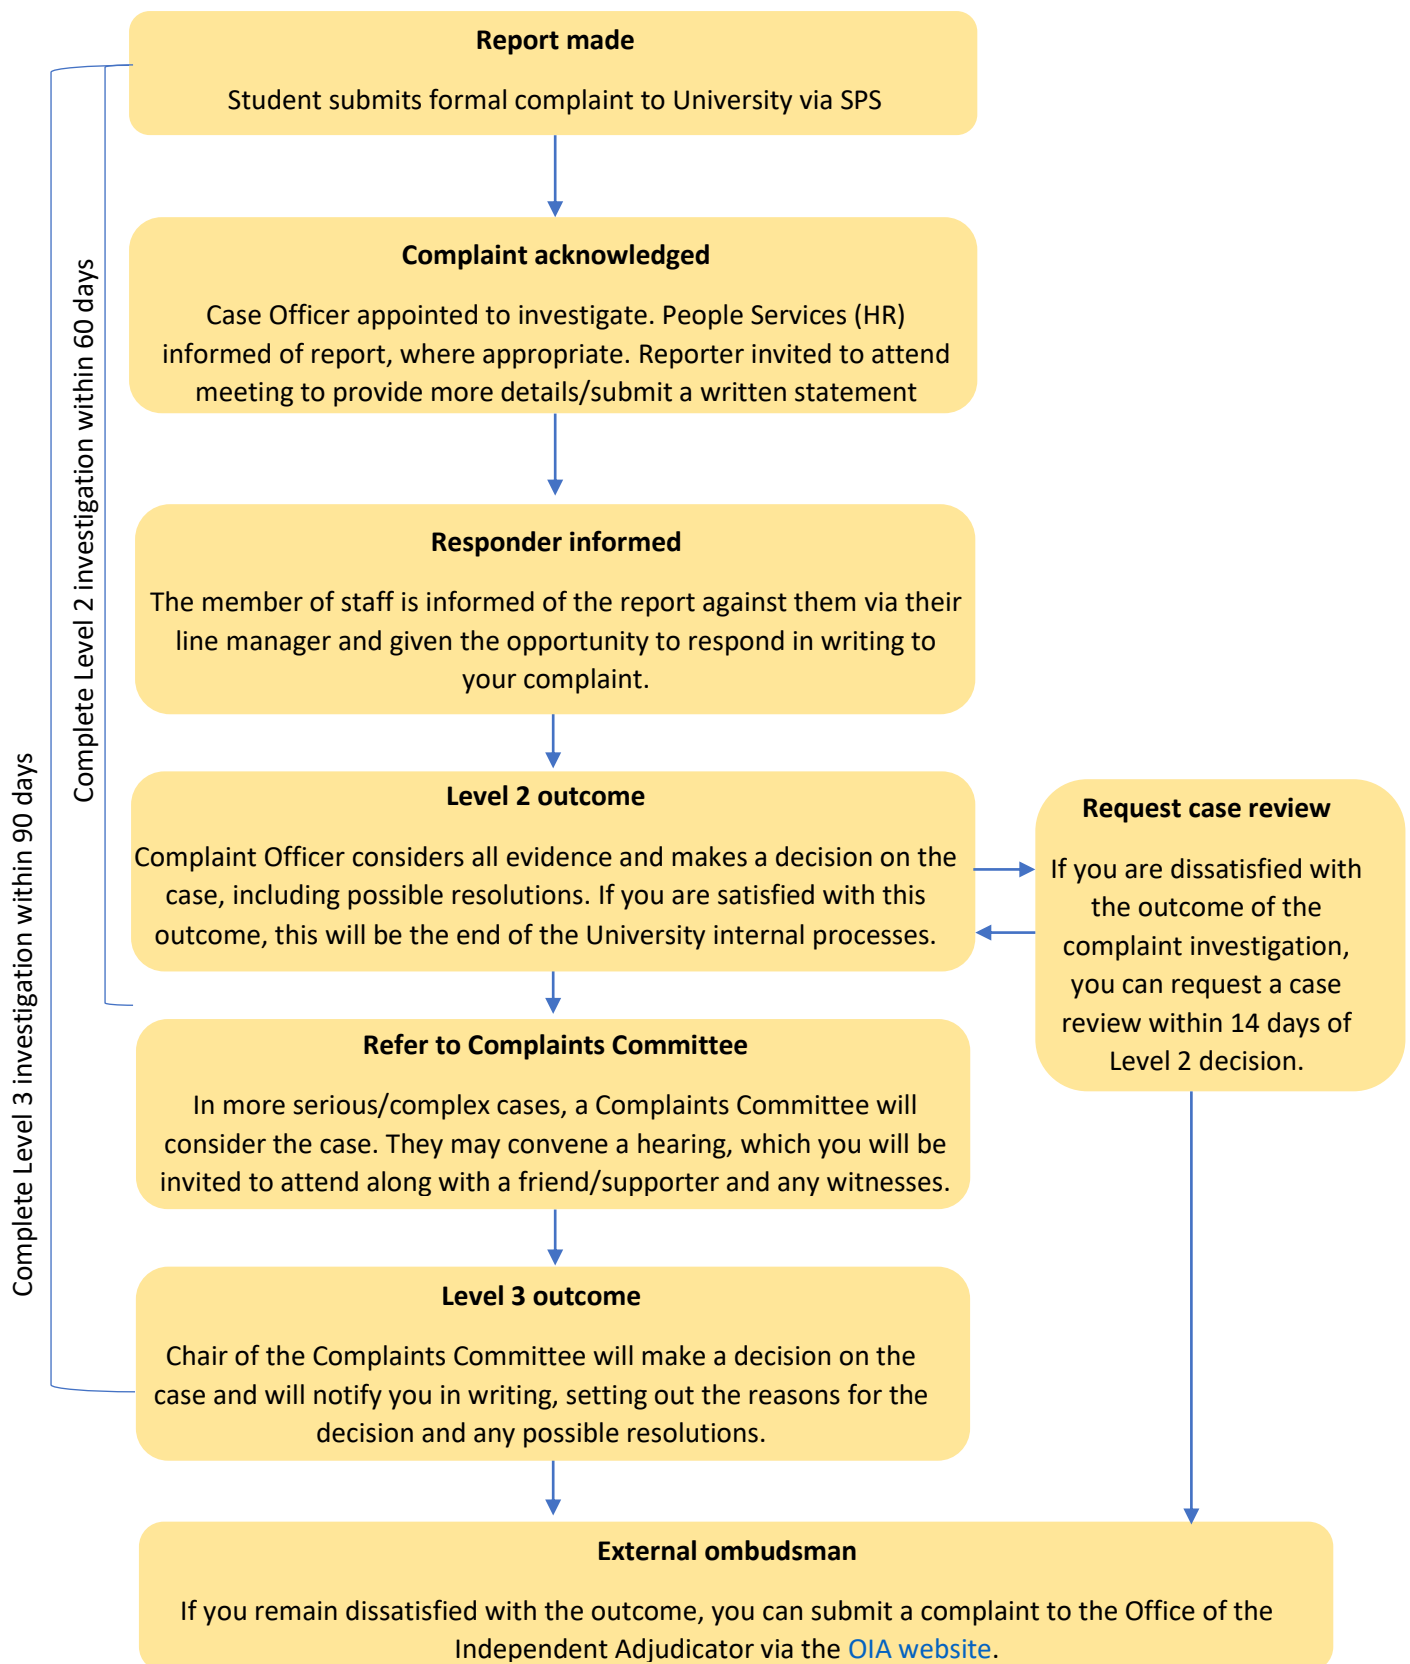 Report made
Student submits formal complaint to University via SPS
Complaint acknowledged
Case Officer appointed to investigate. People Services (HR)
informed of report, where appropriate. Reporter invited to attend
meeting to provide more details/submit a written statement
Complete Level 2 investigation within 60 days
Responder informed
The member of staff is informed of the report against them via their
line manager and given the opportunity to respond in writing to
your complaint.
Complete Level 3 investigation within 90 days
Level 2 outcome
Complaint Officer considers all evidence and makes a decision on the
case, including possible resolutions. If you are satisfied with this
outcome, this will be the end of the University internal processes.
Request case review
If you are dissatisfied with
the outcome of the
complaint investigation,
you can request a case
review within 14 days of
Level 2 decision.
Refer to Complaints Committee
In more serious/complex cases, a Complaints Committee will
consider the case. They may convene a hearing, which you will be
invited to attend along with a friend/supporter and any witnesses.
Level 3 outcome
Chair of the Complaints Committee will make a decision on the
case and will notify you in writing, setting out the reasons for the
decision and any possible resolutions.
External ombudsman
If you remain dissatisfied with the outcome, you can submit a complaint to the Office of the
Independent Adjudicator via the OIA website.